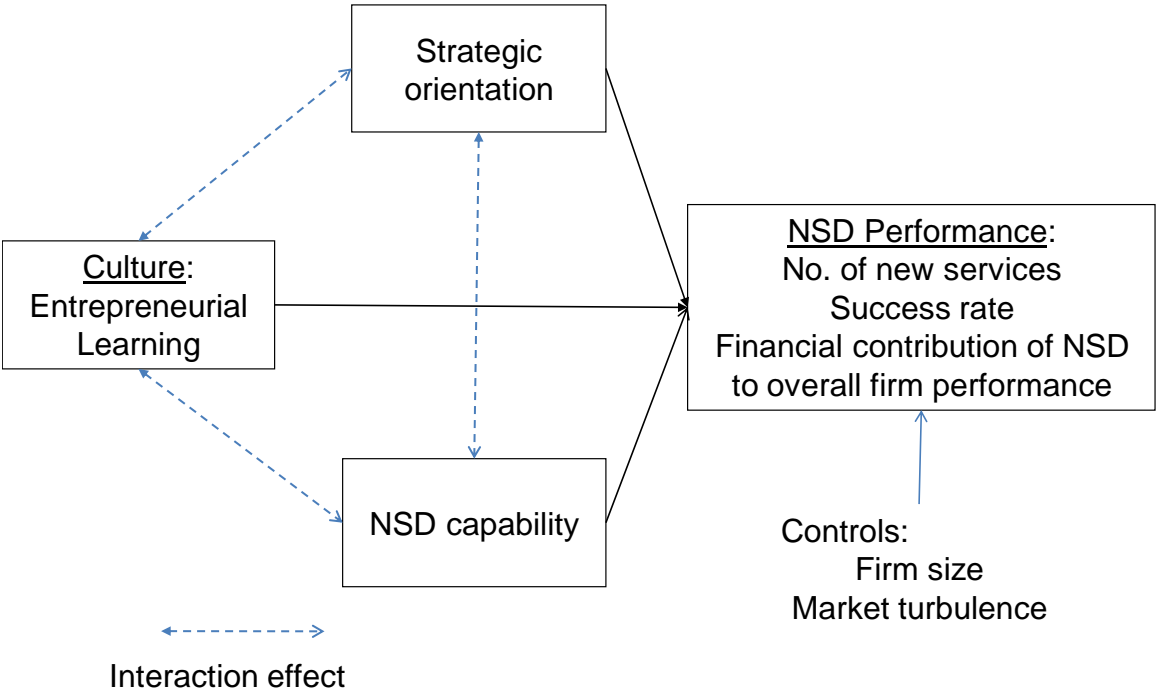 Strategic
orientation
Culture:
Entrepreneurial
Learning
NSD Performance:
No. of new services
Success rate
Financial contribution of NSD
to overall firm performance
NSD capability
Controls:
Firm size
Market turbulence
Interaction effect